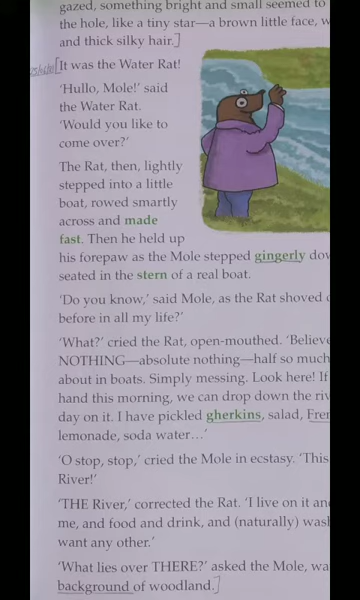 gazed, something bright and small seemed to
the hole, like a tiny star—a brown little face, w
and thick silky hair.]
[It was the Water Rat!
'Hullo, Mole!' said
the Water Rat.
'Would you like to
come over?'
The Rat, then, lightly
stepped into a little
boat, rowed smartly
across and made
fast. Then he held up
his forepaw as the Mole stepped gingerly dow
seated in the stern of a real boat.
'Do you know,' said Mole, as the Rat shoved
before in all my life?'
'What?' cried the Rat, open-mouthed. 'Believe
NOTHING—absolute nothing—half so much
about in boats. Simply messing. Look here! If
hand this morning, we can drop down the riv
day on it. I have pickled gherkins, salad, Fren
lemonade, soda water…'
'O stop, stop,' cried the Mole in ecstasy. 'This
River!'
'THE River,' corrected the Rat. 'I live on it and
me, and food and drink, and (naturally) wash
want any other.'
'What lies over THERE?' asked the Mole, wa
background of woodland.]